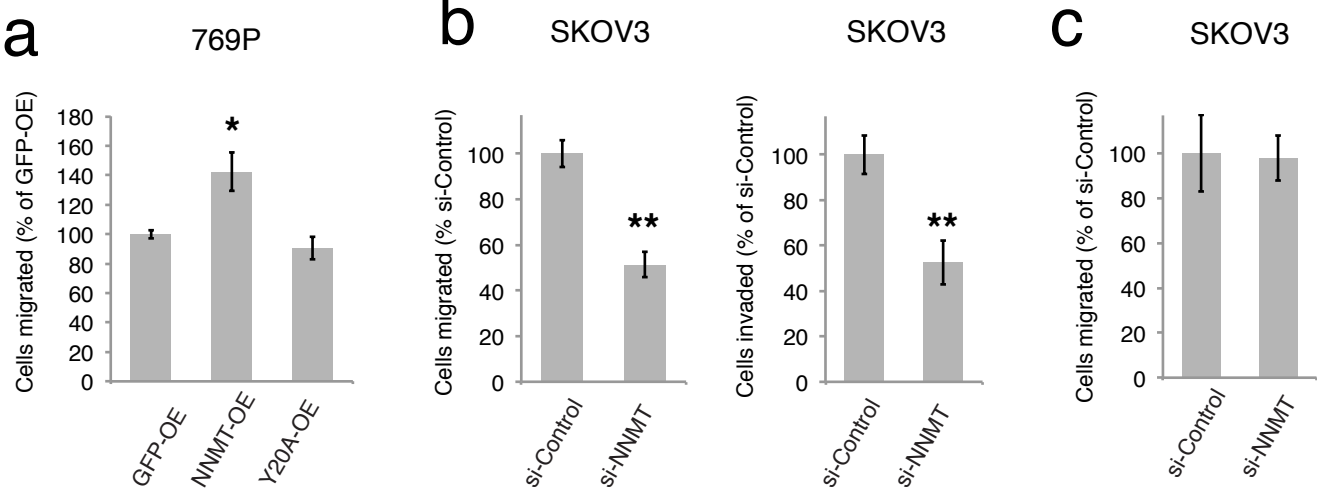 a
769P
Cells migrated (% of GFP-OE)
180
160
140
120
100
80
60
40
20
0
*
GFP-OE
NNMT-OE
Y20A-OE
b
SKOV3
Cells migrated (% si-Control)
100
80
60
40
20
0
**
si-Control
si-NNMT
SKOV3
Cells invaded (% of si-Control)
100
80
60
40
20
0
**
si-Control
si-NNMT
c
SKOV3
Cells migrated (% of si-Control)
100
80
60
40
20
0
si-Control
si-NNMT